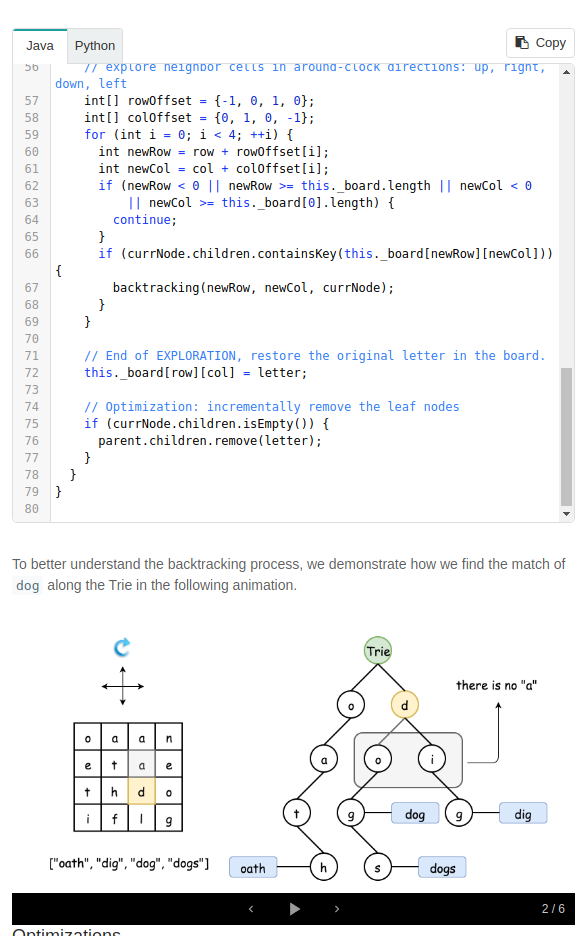 Java Python Copy
56 // explore neighbor cells in around-clock directions: up, right,
down, left
57 int[] rowOffset = {-1, 0, 1, 0};
58 int[] colOffset = {0, 1, 0, -1};
59 for (int i = 0; i < 4; ++i) {
60 int newRow = row + rowOffset[i];
61 int newCol = col + colOffset[i];
62 if (newRow < 0 || newRow >= this._board.length || newCol < 0
63 || newCol >= this._board[0].length) {
64 continue;
65 }
66 if (currNode.children.containsKey(this._board[newRow][newCol]))
{
67 backtracking(newRow, newCol, currNode);
68 }
69 }
70
71 // End of EXPLORATION, restore the original letter in the board.
72 this._board[row][col] = letter;
73
74 // Optimization: incrementally remove the leaf nodes
75 if (currNode.children.isEmpty()) {
76 parent.children.remove(letter);
77 }
78 }
79 }
80
To better understand the backtracking process, we demonstrate how we find the match of
dog along the Trie in the following animation.
Trie
there is no "a"
o d
o a a n
e t a e
a o i
t h d o
i f l g
t g dog g dig
["oath", "dig", "dog", "dogs"]
oath h s dogs
2 / 6
Optimizations